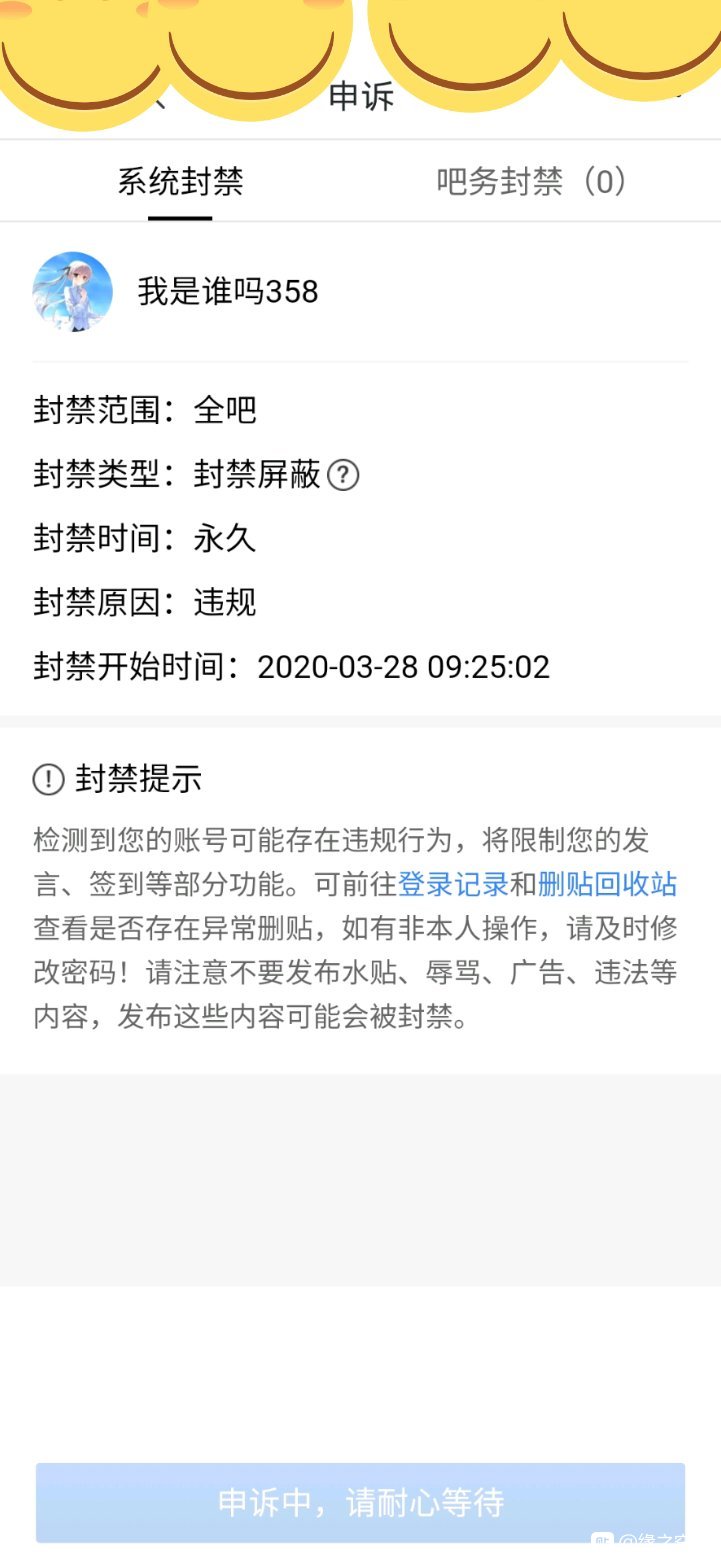 申诉
系统封禁
吧务封禁（0）
我是谁吗358
封禁范围：全吧
封禁类型：封禁屏蔽?
封禁时间：永久
封禁原因：违规
封禁开始时间：2020-03-28 09:25:02
! 封禁提示
检测到您的账号可能存在违规行为，将限制您的发
言、签到等部分功能。可前往登录记录和删贴回收站
查看是否存在异常删贴，如有非本人操作，请及时修
改密码！请注意不要发布水贴、辱骂、广告、违法等
内容，发布这些内容可能会被封禁。
申诉中，请耐心等待
贴 @缘之空